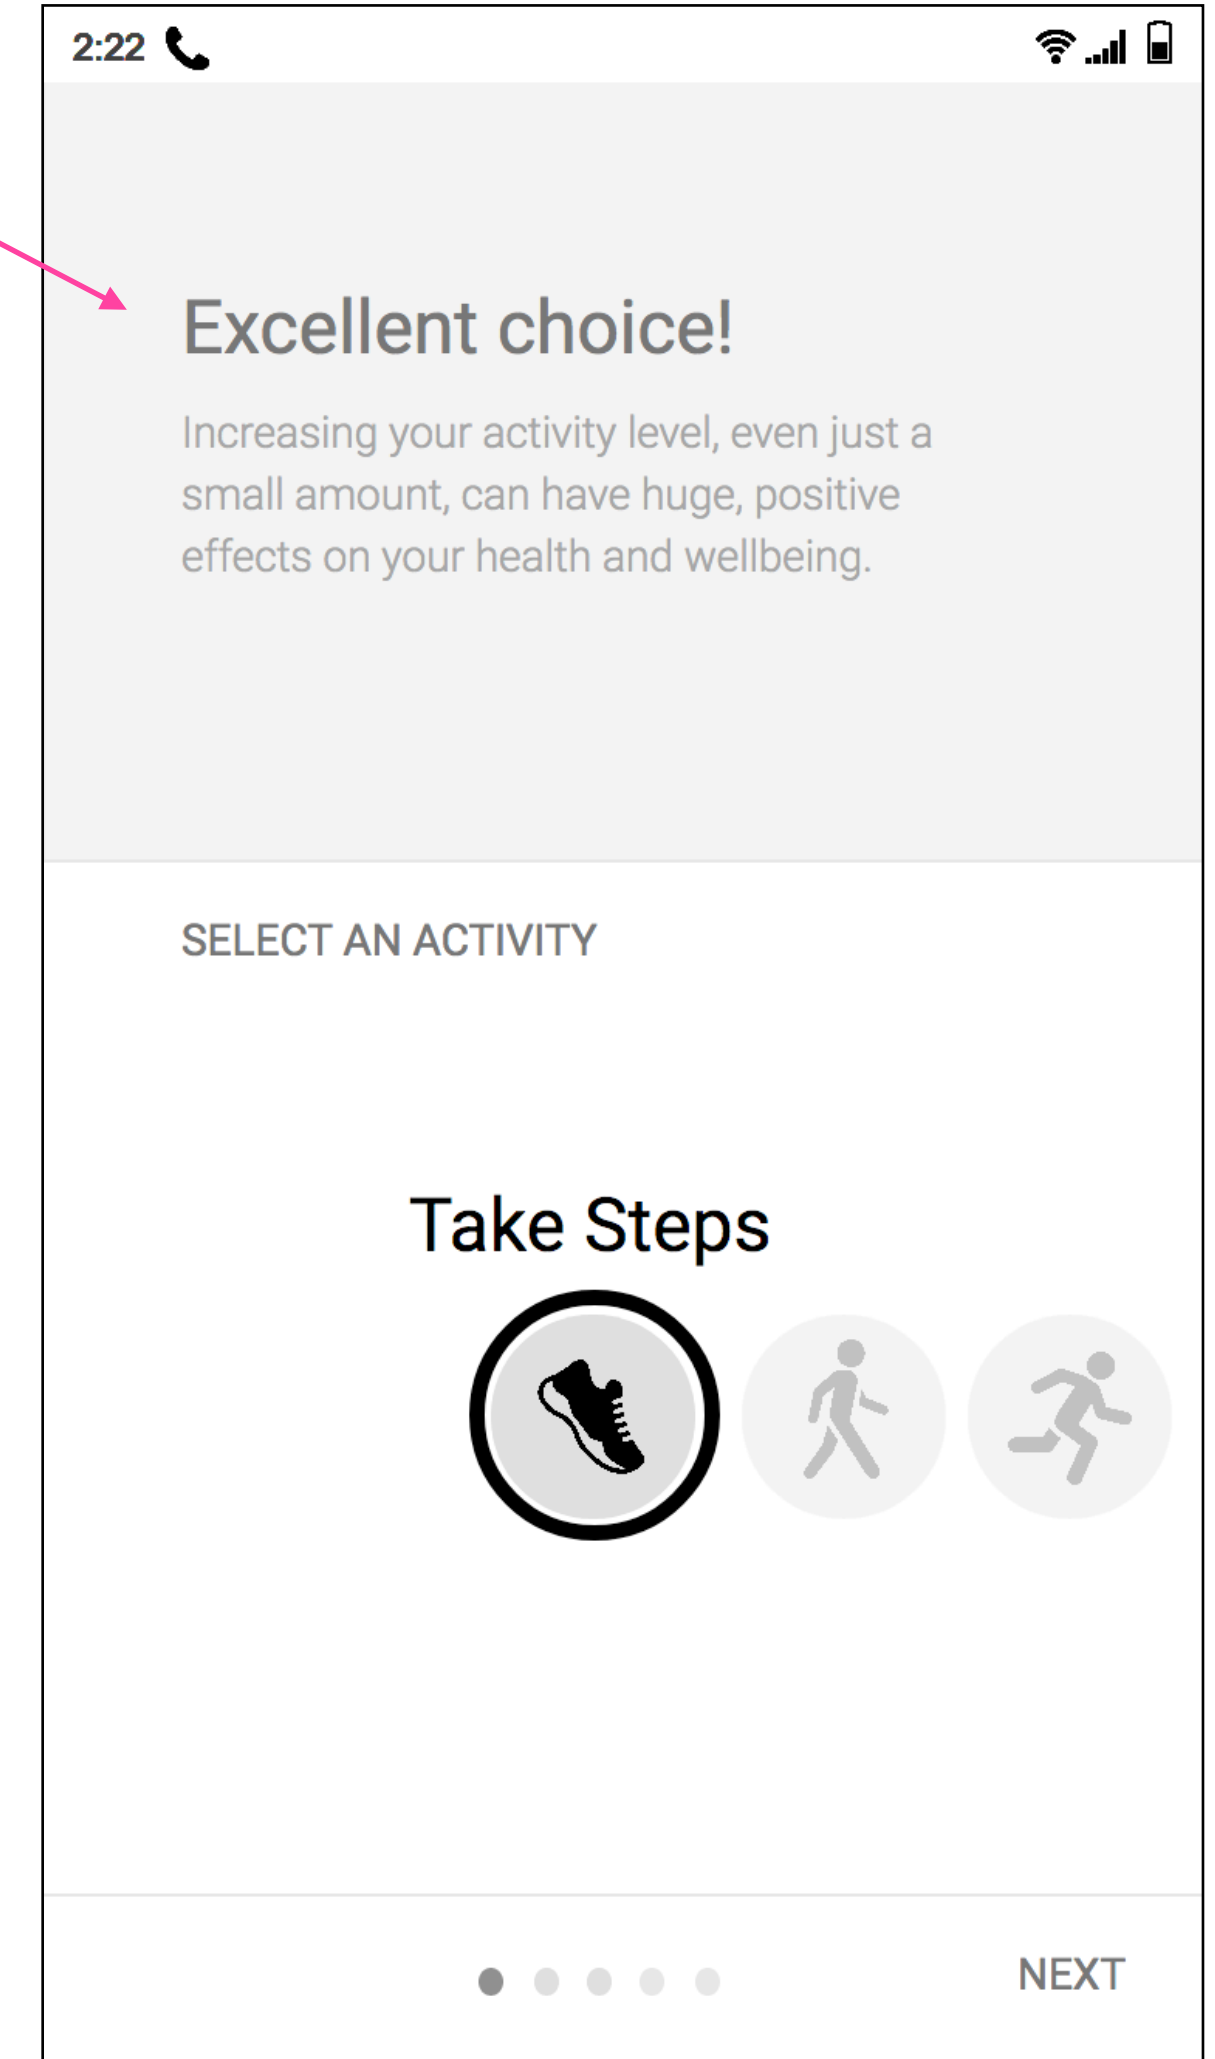 2:22
Excellent choice!
Increasing your activity level, even just a
small amount, can have huge, positive
effects on your health and wellbeing.
SELECT AN ACTIVITY
Take Steps
NEXT